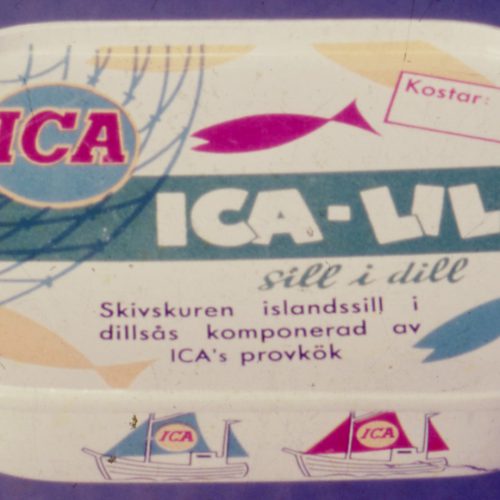 Kostar:
ICA
ICA-LIL
sill i dill
Skivskuren islandssill i
dillsås komponerad av
ICA's provkök
ICA
ICA